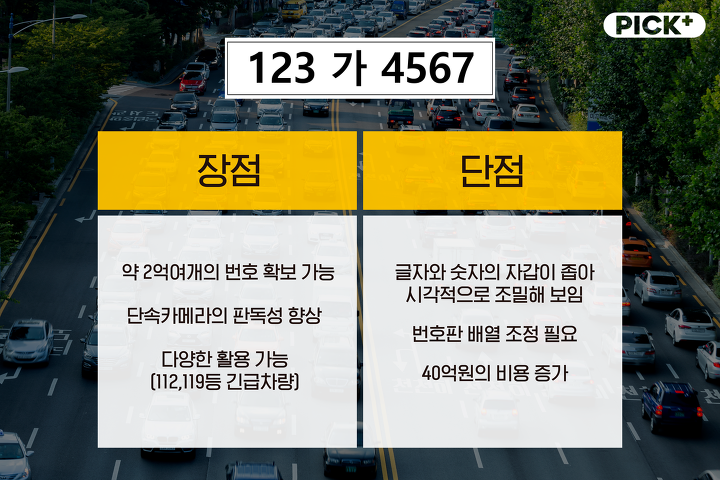 PICK+
123 가 4567
장점
약 2억여개의 번호 확보 가능
단속카메라의 판독성 향상
다양한 활용 가능
(112,119등 긴급차량)
단점
글자와 숫자의 자갑이 좁아
시각적으로 조밀해 보임
번호판 배열 조정 필요
40억원의 비용 증가